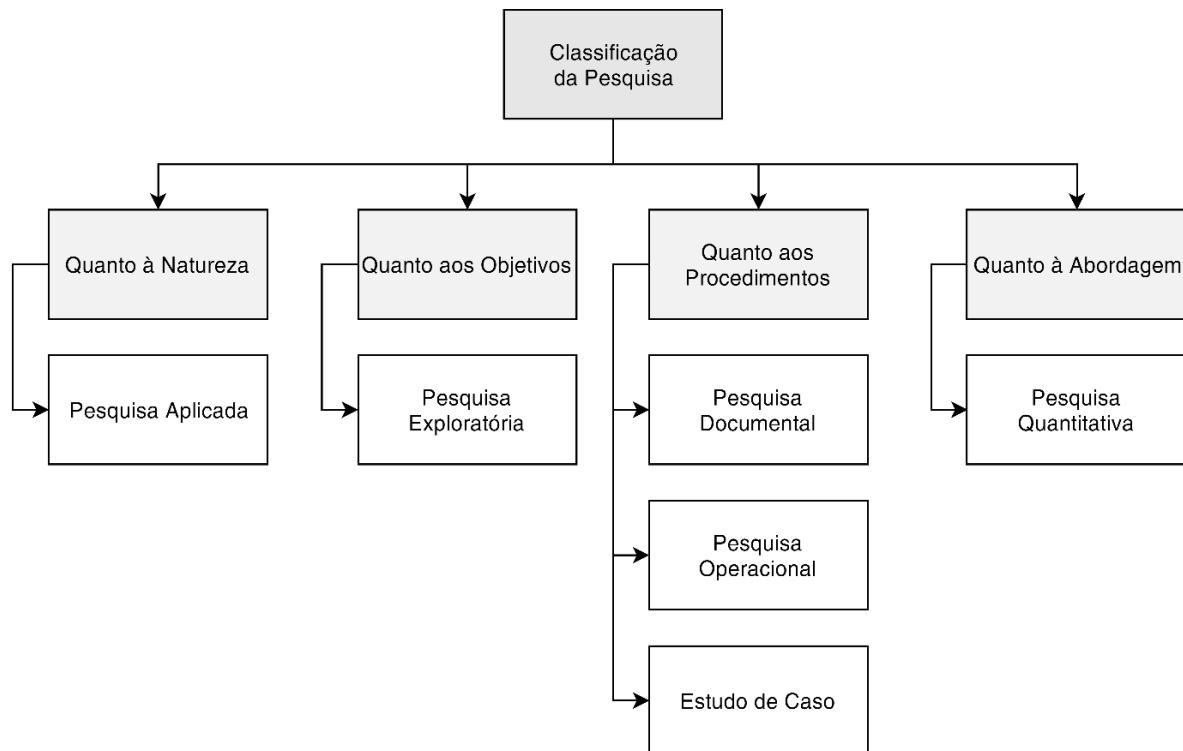 Classificação
da Pesquisa
Quanto à Natureza
Quanto aos Objetivos
Quanto aos
Procedimentos
Quanto à Abordagem
Pesquisa Aplicada
Pesquisa
Exploratória
Pesquisa
Documental
Pesquisa
Quantitativa
Pesquisa
Operacional
Estudo de Caso